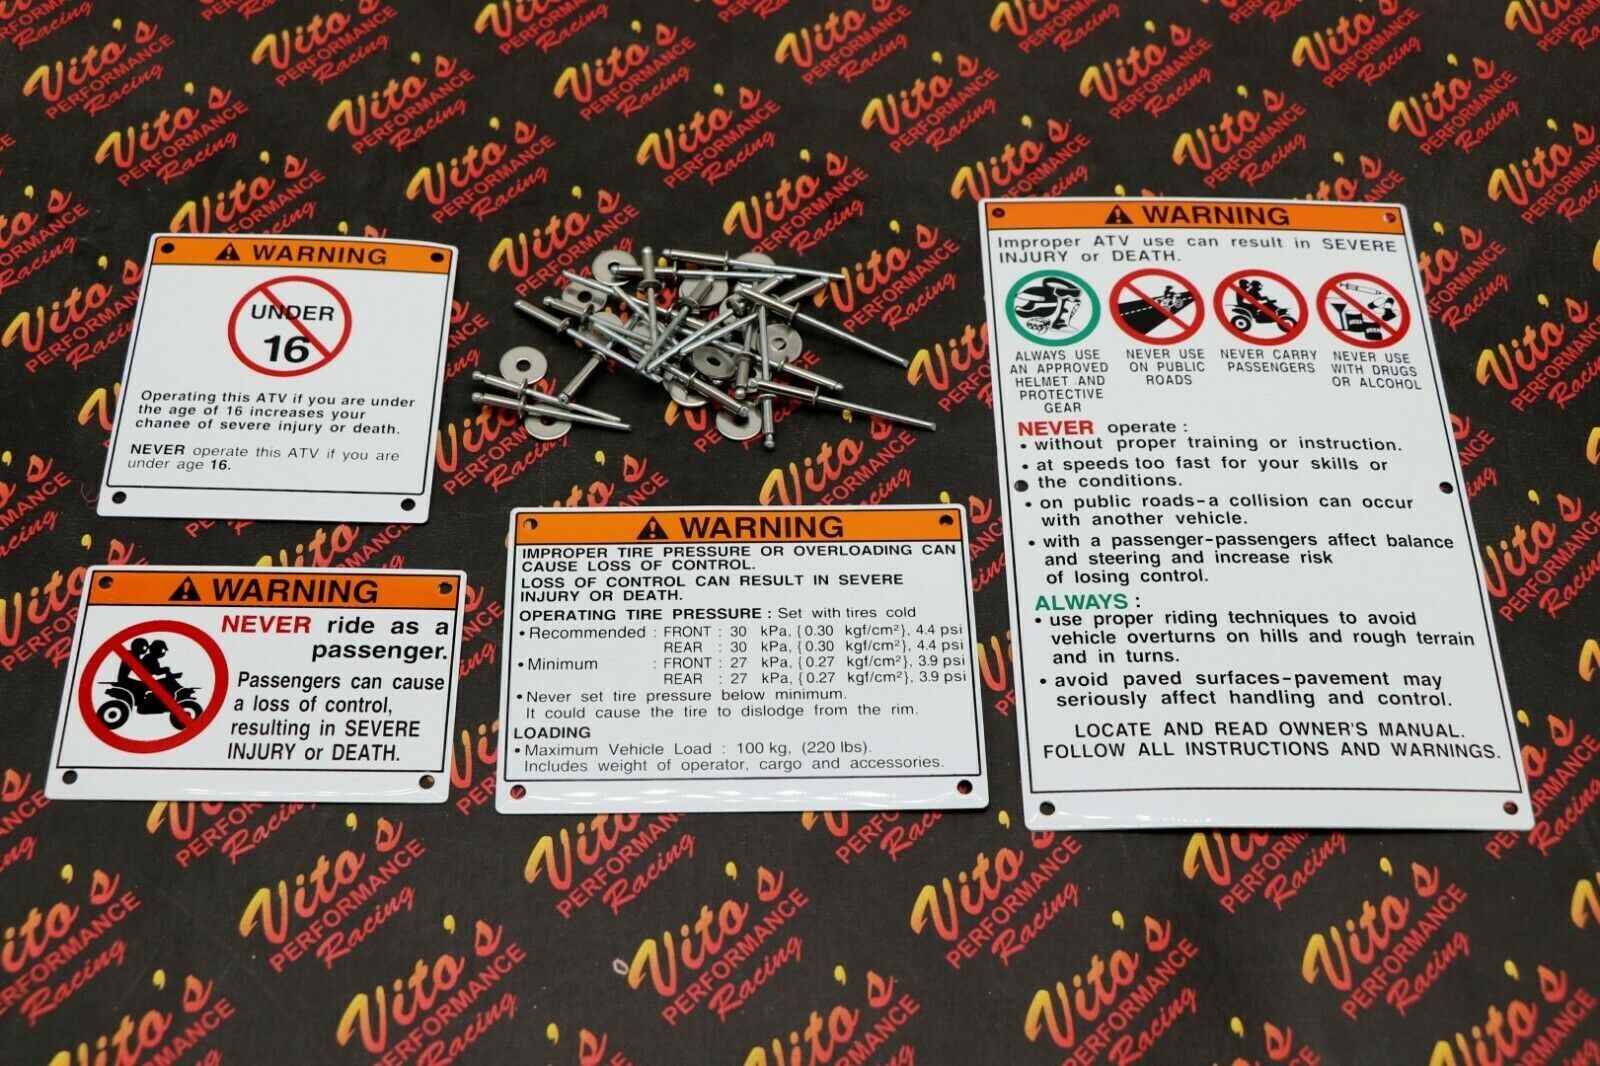 WARNING
UNDER
16
Operating this ATV if you are under
the age of 16 increases your
chanee of severe injury or death.
NEVER operate this ATV if you are
under age 16.
WARNING
NEVER ride as a
passenger.
Passengers can cause
a loss of control,
resulting in SEVERE
INJURY or DEATH.
WARNING
IMPROPER TIRE PRESSURE OR OVERLOADING CAN
CAUSE LOSS OF CONTROL.
LOSS OF CONTROL CAN RESULT IN SEVERE
INJURY OR DEATH.
OPERATING TIRE PRESSURE : Set with tires cold
• Recommended : FRONT : 30 kPa, {0.30 kgf/cm²}, 4.4 psi
REAR : 30 kPa, {0.30 kgf/cm²}, 4.4 psi
• Minimum : FRONT : 27 kPa, {0.27 kgf/cm²}, 3.9 psi
REAR : 27 kPa, {0.27 kgf/cm²}, 3.9 psi
• Never set tire pressure below minimum.
It could cause the tire to dislodge from the rim.
LOADING
• Maximum Vehicle Load : 100 kg, (220 lbs).
Includes weight of operator, cargo and accessories.
WARNING
Improper ATV use can result in SEVERE
INJURY or DEATH.
ALWAYS USE
AN APPROVED
HELMET AND
PROTECTIVE
GEAR
NEVER USE
ON PUBLIC
ROADS
NEVER CARRY
PASSENGERS
NEVER USE
WITH DRUGS
OR ALCOHOL
NEVER operate :
• without proper training or instruction.
• at speeds too fast for your skills or
the conditions.
• on public roads-a collision can occur
with another vehicle.
• with a passenger-passengers affect balance
and steering and increase risk
of losing control.
ALWAYS :
• use proper riding techniques to avoid
vehicle overturns on hills and rough terrain
and in turns.
• avoid paved surfaces-pavement may
seriously affect handling and control.
LOCATE AND READ OWNER'S MANUAL.
FOLLOW ALL INSTRUCTIONS AND WARNINGS.
Vito's
PERFORMANCE
Racing